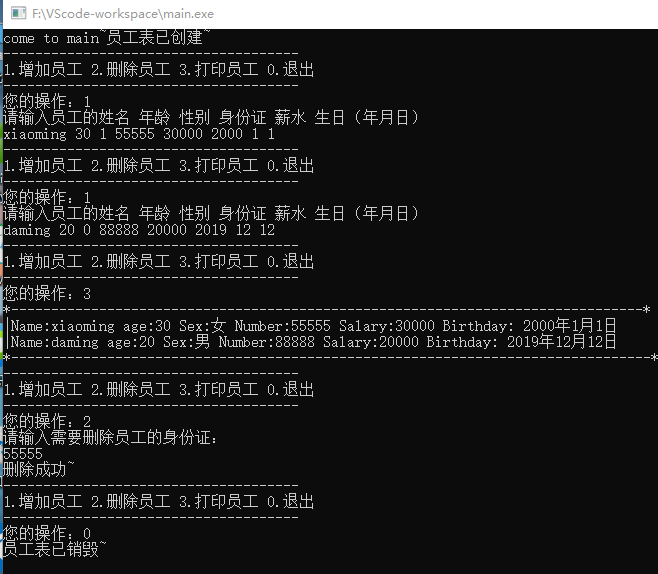 F:\VScode-workspace\main.exe
come to main~员工表已创建~
------------------------------------
1.增加员工 2.删除员工 3.打印员工 0.退出
------------------------------------
您的操作：1
请输入员工的姓名 年龄 性别 身份证 薪水 生日（年月日）
xiaoming 30 1 55555 30000 2000 1 1
------------------------------------
1.增加员工 2.删除员工 3.打印员工 0.退出
------------------------------------
您的操作：1
请输入员工的姓名 年龄 性别 身份证 薪水 生日（年月日）
daming 20 0 88888 20000 2019 12 12
------------------------------------
1.增加员工 2.删除员工 3.打印员工 0.退出
------------------------------------
您的操作：3
*------------------------------------------------------------------------------*
|Name:xiaoming age:30 Sex:女 Number:55555 Salary:30000 Birthday: 2000年1月1日
|Name:daming age:20 Sex:男 Number:88888 Salary:20000 Birthday: 2019年12月12日
*-------------------------------------------------------------------------------*
------------------------------------
1.增加员工 2.删除员工 3.打印员工 0.退出
------------------------------------
您的操作：2
请输入需要删除员工的身份证：
55555
删除成功~
------------------------------------
1.增加员工 2.删除员工 3.打印员工 0.退出
------------------------------------
您的操作：0
员工表已销毁~